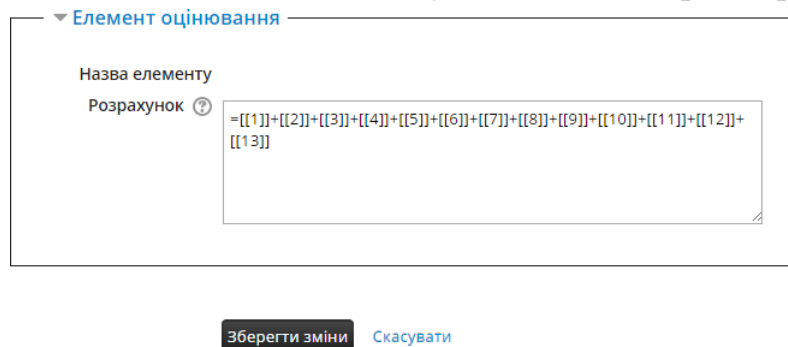 Елемент оцінювання
Назва елементу
Розрахунок
=[[1]]+[[2]]+[[3]]+[[4]]+[[5]]+[[6]]+[[7]]+[[8]]+[[9]]+[[10]]+[[11]]+[[12]]+
[[13]]
Зберегти зміни Скасувати